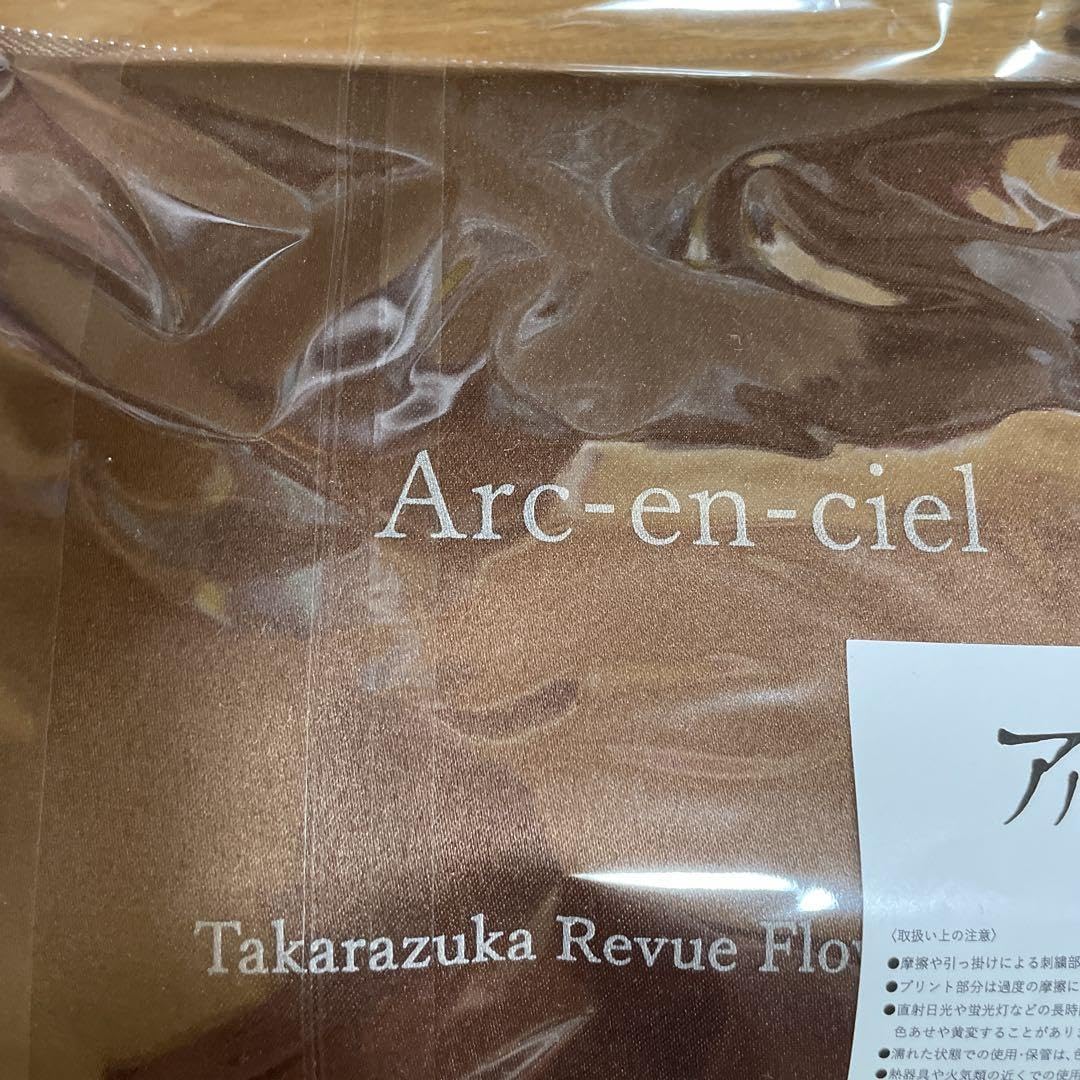 Arc-en-ciel
Takarazuka Revue Flo
ア
〈取扱い上の注意〉
●摩擦や引っ掛けによる刺繍部
●プリント部分は過度の摩擦に
●直射日光や蛍光灯などの長時
色あせや黄変することがあり
●濡れた状態での使用・保管は、色
●熱器具や火気類の近くでの使用